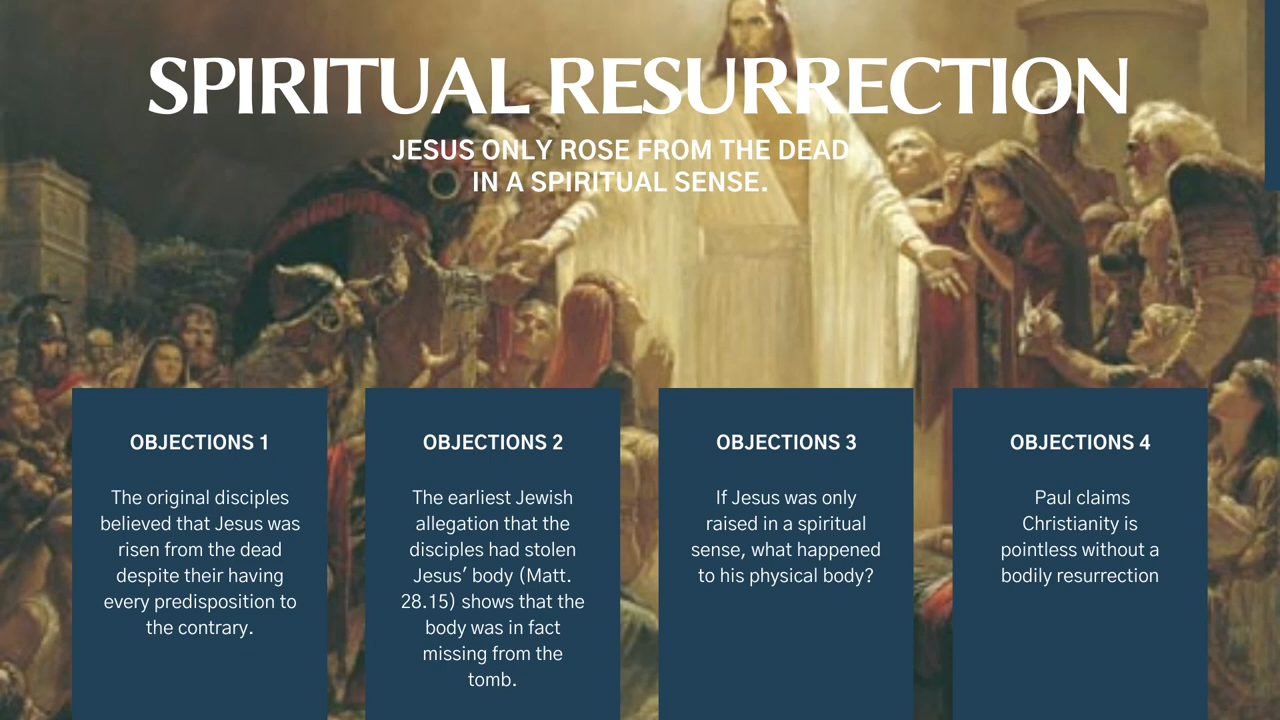 SPIRITUAL RESURRECTION
JESUS ONLY ROSE FROM THE DEAD
IN A SPIRITUAL SENSE.
OBJECTIONS 1
The original disciples
believed that Jesus was
risen from the dead
despite their having
every predisposition to
the contrary.
OBJECTIONS 2
The earliest Jewish
allegation that the
disciples had stolen
Jesus’ body (Matt.
28.15) shows that the
body was in fact
missing from the
tomb.
OBJECTIONS 3
If Jesus was only
raised in a spiritual
sense, what happened
to his physical body?
OBJECTIONS 4
Paul claims
Christianity is
pointless without a
bodily resurrection